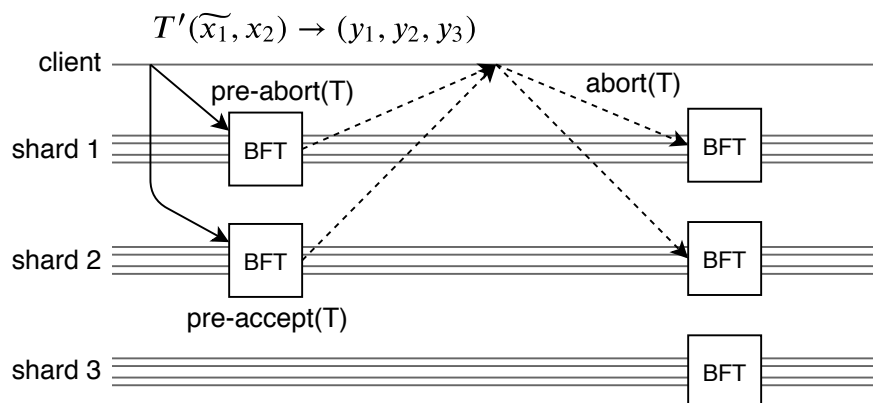 T′(x̃₁, x₂) → (y₁, y₂, y₃)
client
pre-abort(T)
abort(T)
shard 1
BFT
BFT
shard 2
BFT
BFT
pre-accept(T)
shard 3
BFT